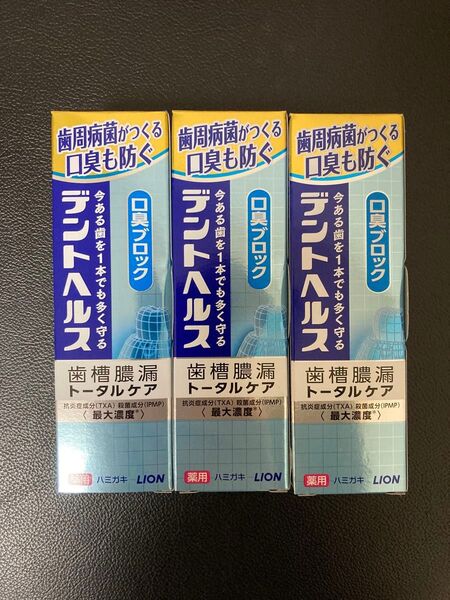 歯周病菌がつくる
口臭も防ぐ
デントヘルス
今ある歯を1本でも多く守る
口臭ブロック
歯槽膿漏
トータルケア
抗炎症成分(TXA) 殺菌成分(IPMP)
〈最大濃度*〉
薬用 ハミガキ LION
歯周病菌がつくる
口臭も防ぐ
デントヘルス
今ある歯を1本でも多く守る
口臭ブロック
歯槽膿漏
トータルケア
抗炎症成分(TXA) 殺菌成分(IPMP)
〈最大濃度*〉
薬用 ハミガキ LION
歯周病菌がつくる
口臭も防ぐ
デントヘルス
今ある歯を1本でも多く守る
口臭ブロック
歯槽膿漏
トータルケア
抗炎症成分(TXA) 殺菌成分(IPMP)
〈最大濃度*〉
薬用 ハミガキ LION